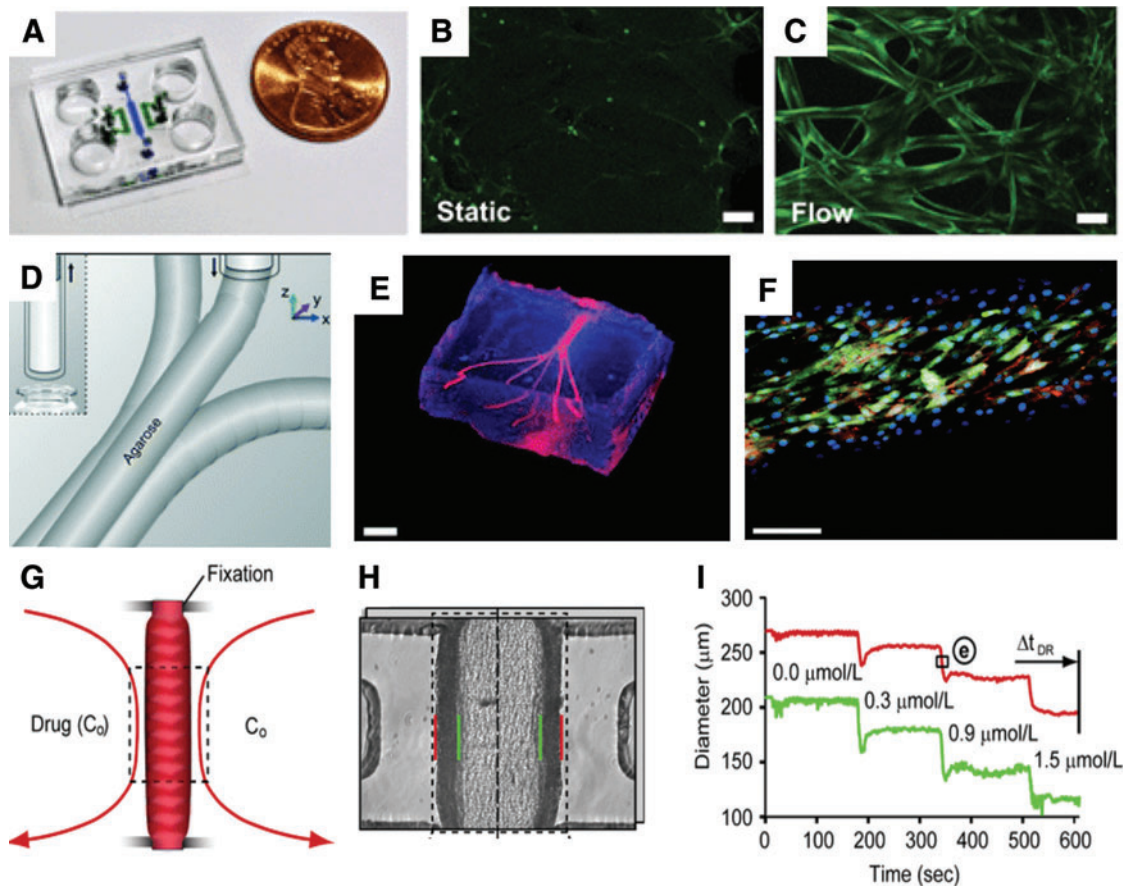 A
B
C
Static
Flow
D
z
y
x
Agarose
E
F
G
Fixation
Drug (C₀)
C₀
H
I
300
250
200
150
100
Diameter (μm)
0.0 μmol/L
0.3 μmol/L
0.9 μmol/L
1.5 μmol/L
e
Δt DR
0 100 200 300 400 500 600
Time (sec)